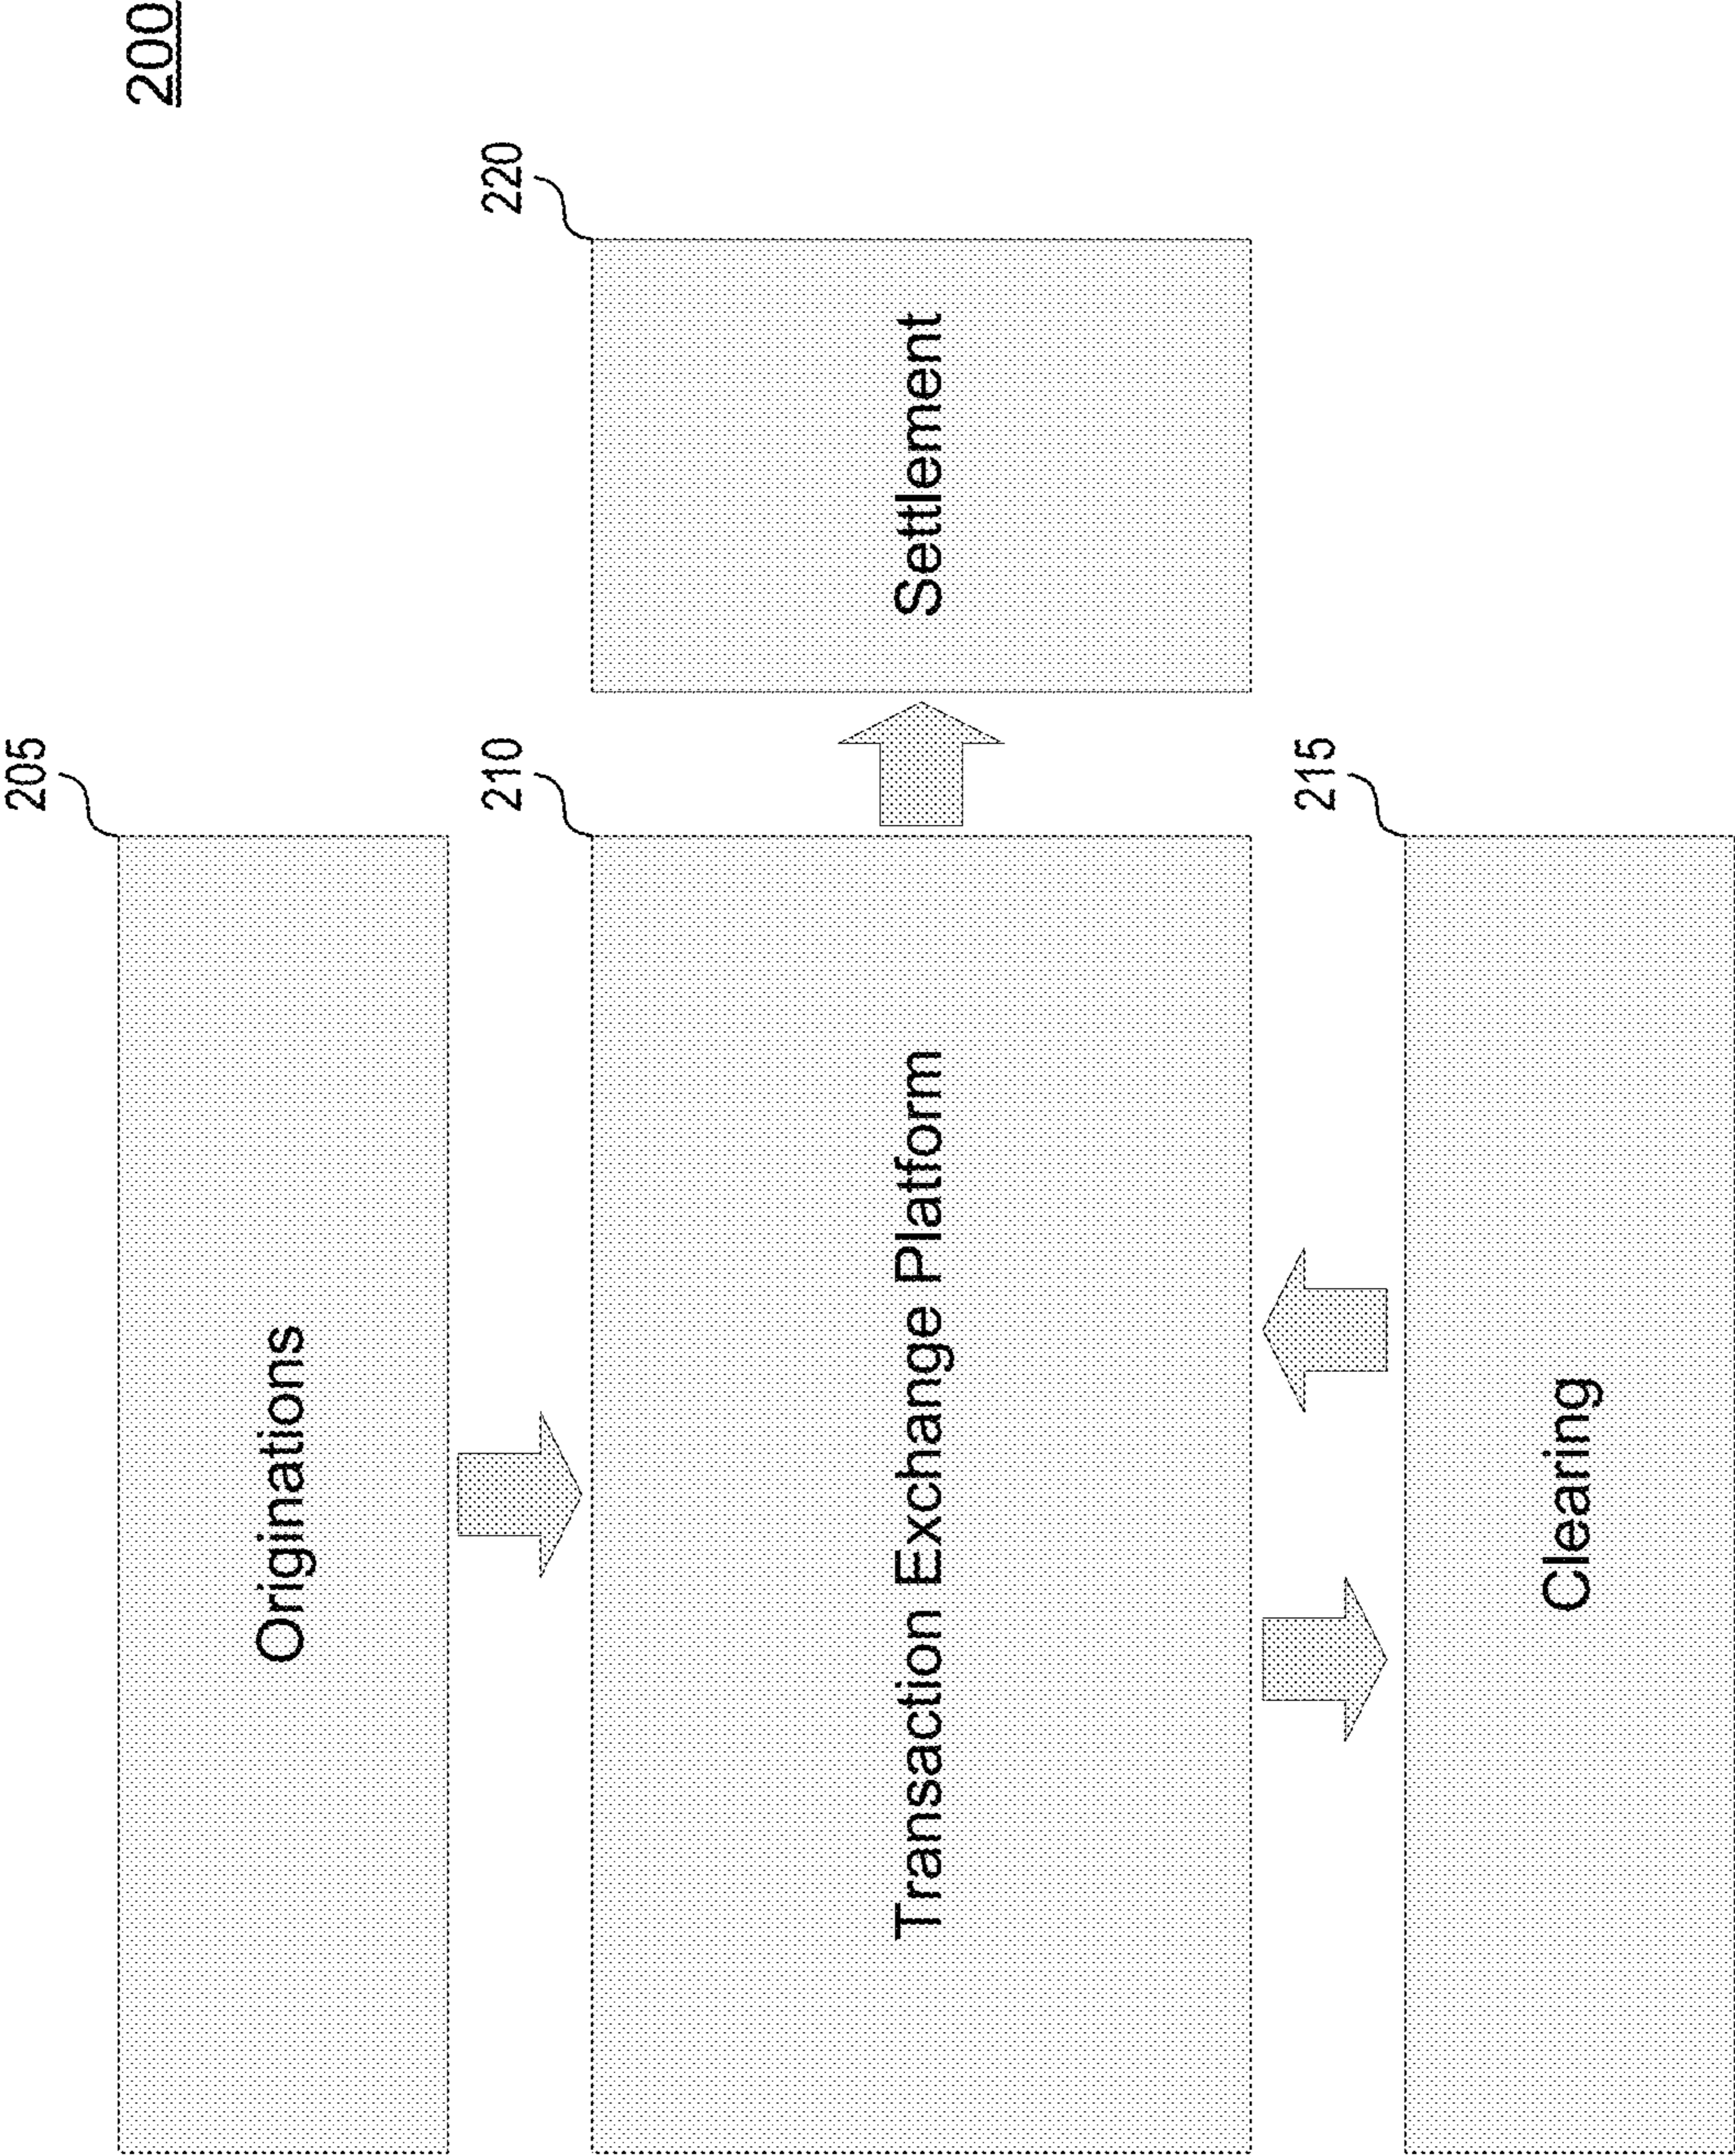 200
205
Originations
210
Transaction Exchange Platform
220
Settlement
215
Clearing